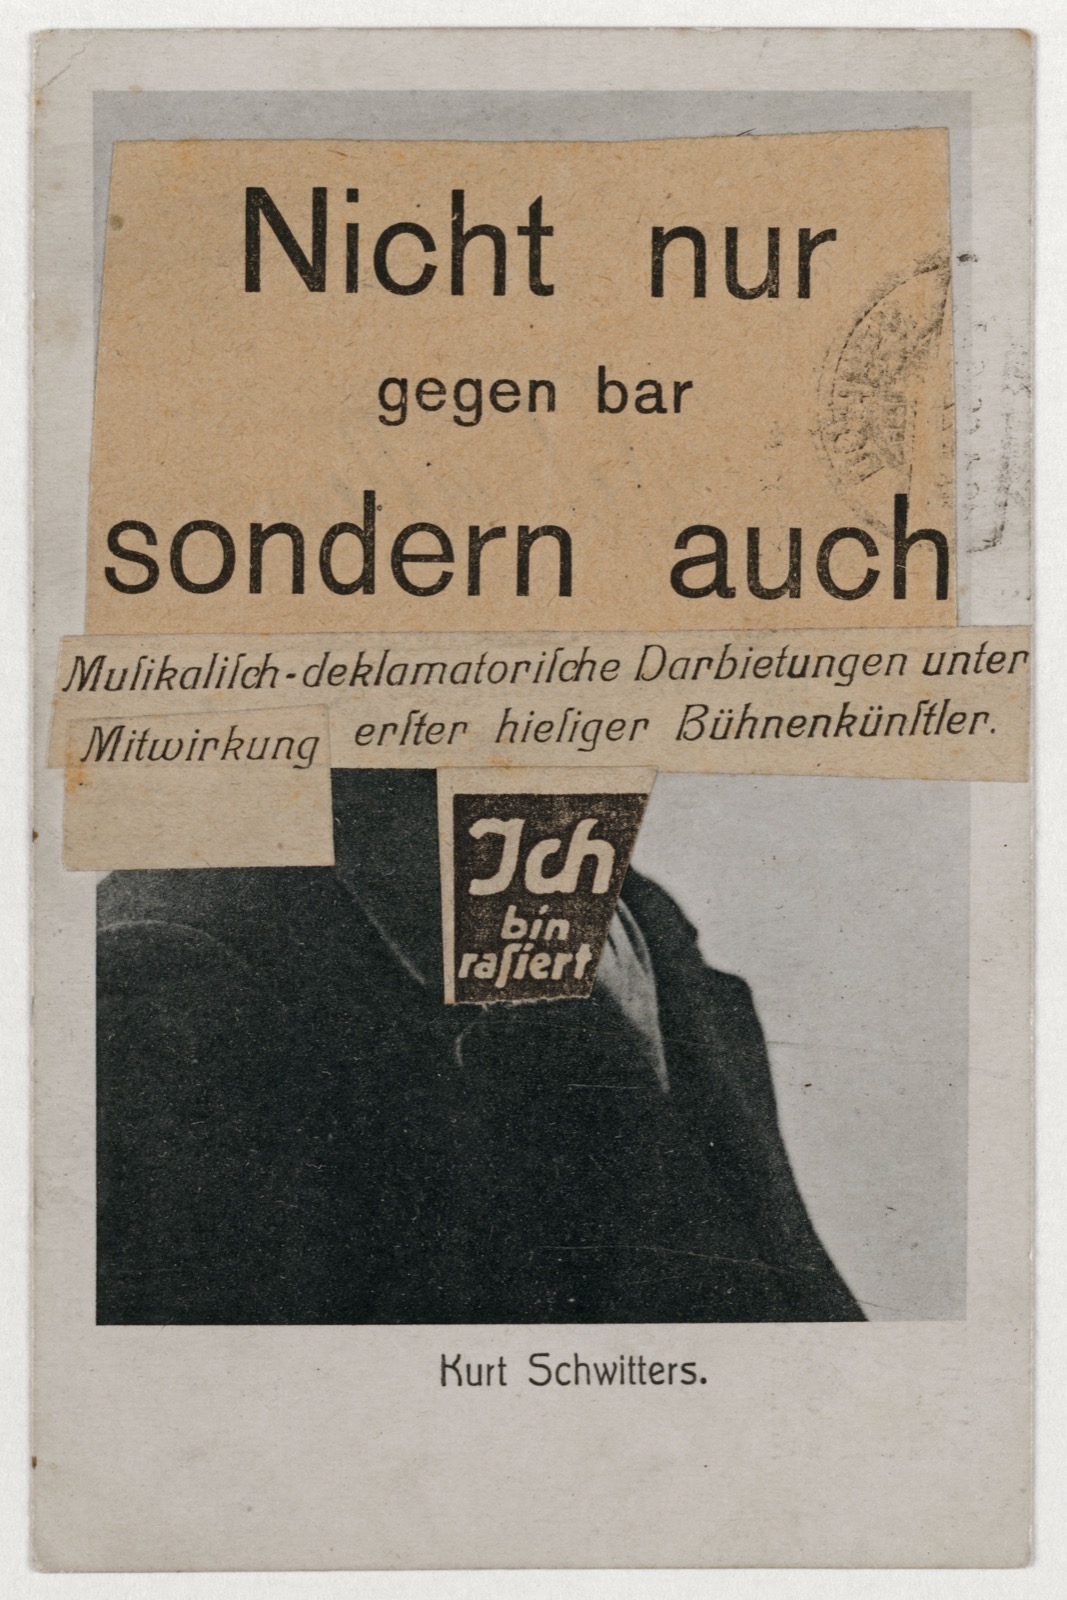 Nicht nur
gegen bar
sondern auch
Muſikaliſch-deklamatoriſche Darbietungen unter
Mitwirkung erſter hieſiger Bühnenkünſtler.
Ich
bin
raſiert
Kurt Schwitters.